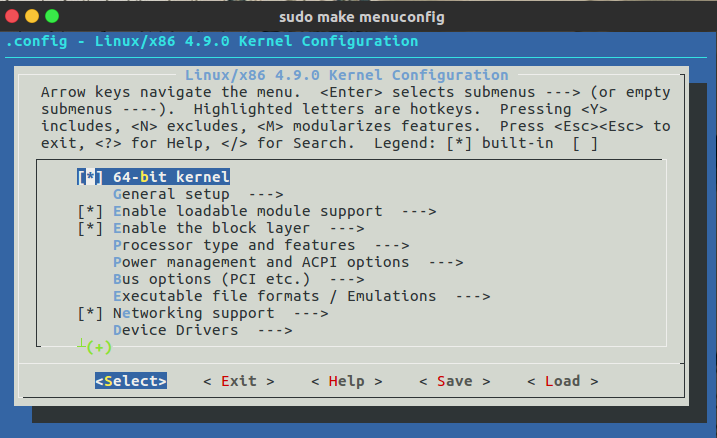 sudo make menuconfig
.config - Linux/x86 4.9.0 Kernel Configuration
Linux/x86 4.9.0 Kernel Configuration
Arrow keys navigate the menu.  <Enter> selects submenus ---> (or empty
submenus ----).  Highlighted letters are hotkeys.  Pressing <Y>
includes, <N> excludes, <M> modularizes features.  Press <Esc><Esc> to
exit, <?> for Help, </> for Search.  Legend: [*] built-in  [ ]
[*] 64-bit kernel
General setup  --->
[*] Enable loadable module support  --->
[*] Enable the block layer  --->
Processor type and features  --->
Power management and ACPI options  --->
Bus options (PCI etc.)  --->
Executable file formats / Emulations  --->
[*] Networking support  --->
Device Drivers  --->
┴(+)
<Select>    < Exit >    < Help >    < Save >    < Load >